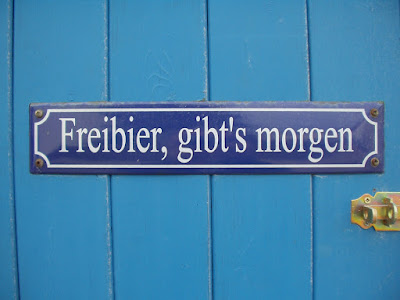 Freibier, gibt's morgen